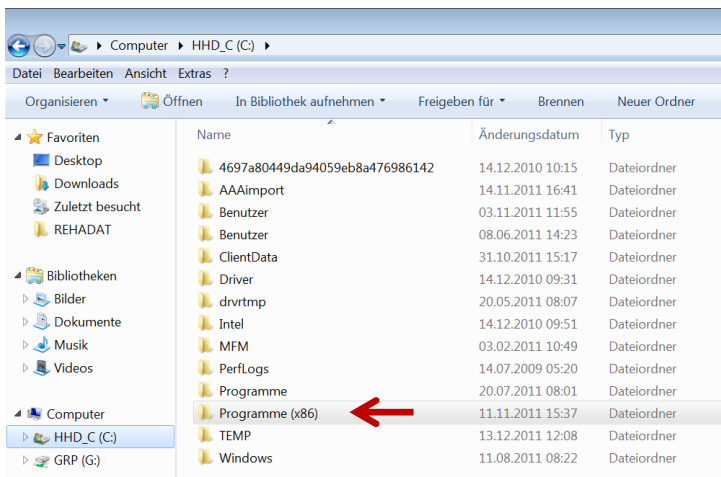 Computer HHD_C (C:)
Datei Bearbeiten Ansicht Extras ?
Organisieren Öffnen In Bibliothek aufnehmen Freigeben für Brennen Neuer Ordner
Favoriten
Desktop
Downloads
Zuletzt besucht
REHADAT
Bibliotheken
Bilder
Dokumente
Musik
Videos
Computer
HHD_C (C:)
GRP (G:)
Name Änderungsdatum Typ
4697a80449da94059eb8a476986142 14.12.2010 10:15 Dateiordner
AAAimport 14.11.2011 16:41 Dateiordner
Benutzer 03.11.2011 11:55 Dateiordner
Benutzer 08.06.2011 14:23 Dateiordner
ClientData 31.10.2011 15:17 Dateiordner
Driver 14.12.2010 09:31 Dateiordner
drvrtmp 20.05.2011 08:07 Dateiordner
Intel 14.12.2010 09:51 Dateiordner
MFM 03.02.2011 10:49 Dateiordner
PerfLogs 14.07.2009 05:20 Dateiordner
Programme 20.07.2011 08:01 Dateiordner
Programme (x86) 11.11.2011 15:37 Dateiordner
TEMP 13.12.2011 12:08 Dateiordner
Windows 11.08.2011 08:22 Dateiordner